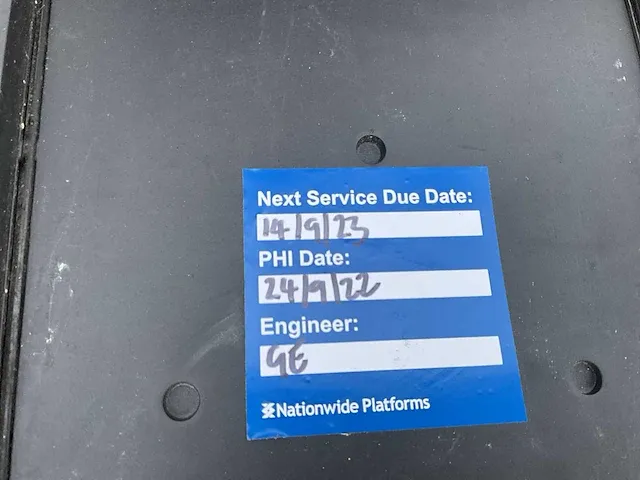 Next Service Due Date:
14/9/23
PHI Date:
24/9/22
Engineer:
GE
Nationwide Platforms